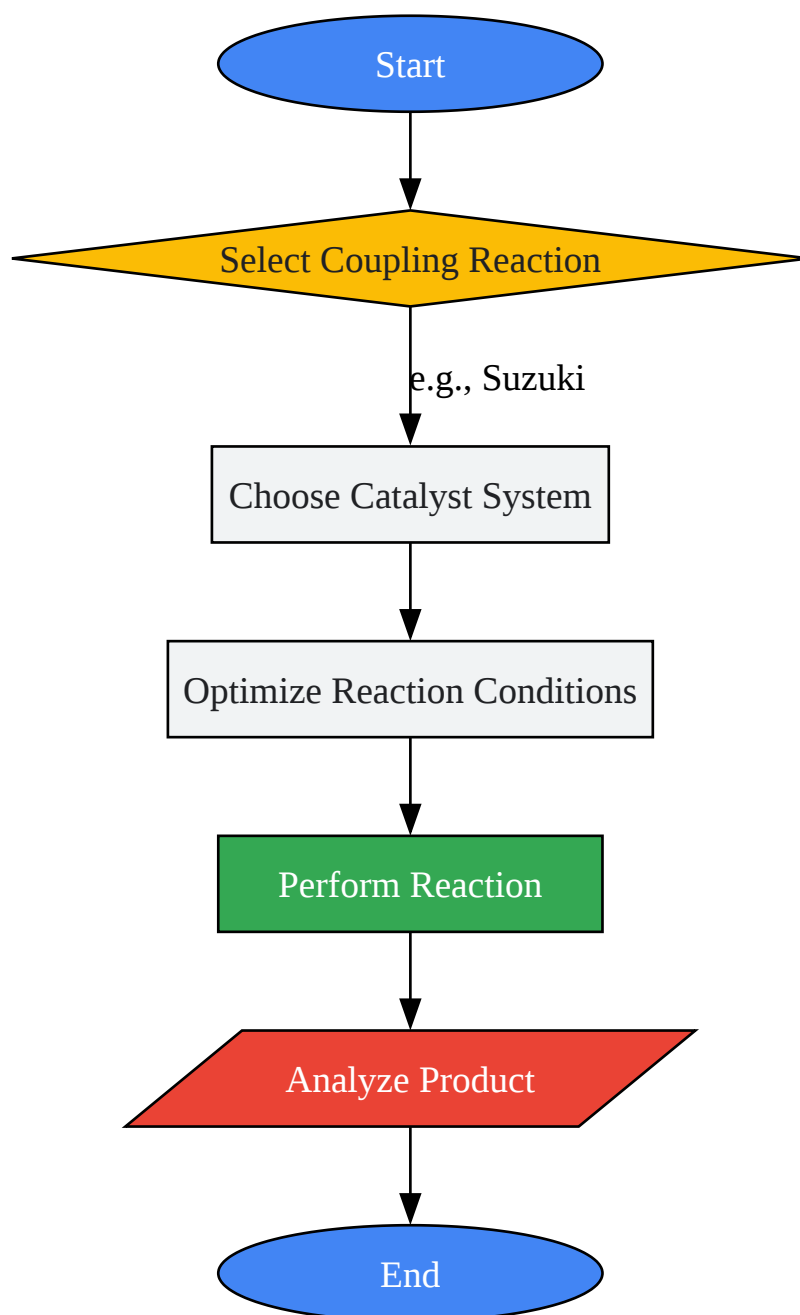 Start
Select Coupling Reaction
e.g., Suzuki
Choose Catalyst System
Optimize Reaction Conditions
Perform Reaction
Analyze Product
End